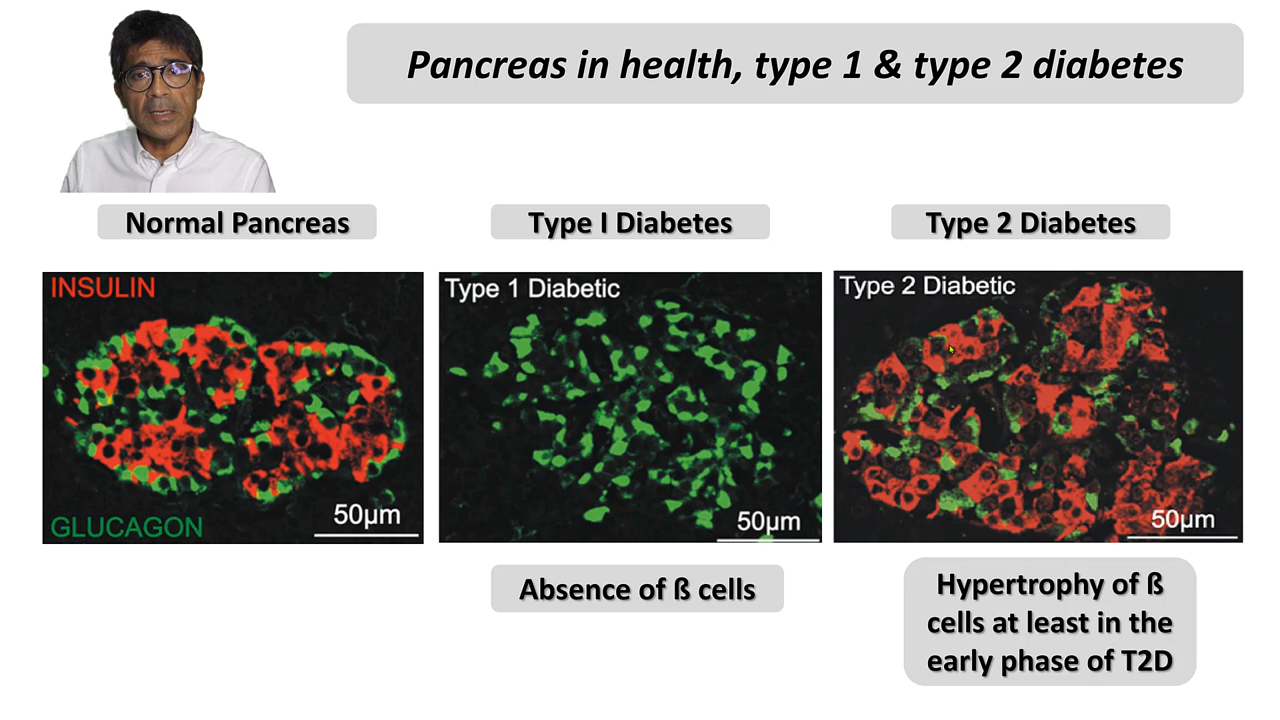 Pancreas in health, type 1 & type 2 diabetes
Normal Pancreas
Type I Diabetes
Type 2 Diabetes
INSULIN
GLUCAGON
50μm
Type 1 Diabetic
50μm
Type 2 Diabetic
50μm
Absence of ß cells
Hypertrophy of ß
cells at least in the
early phase of T2D